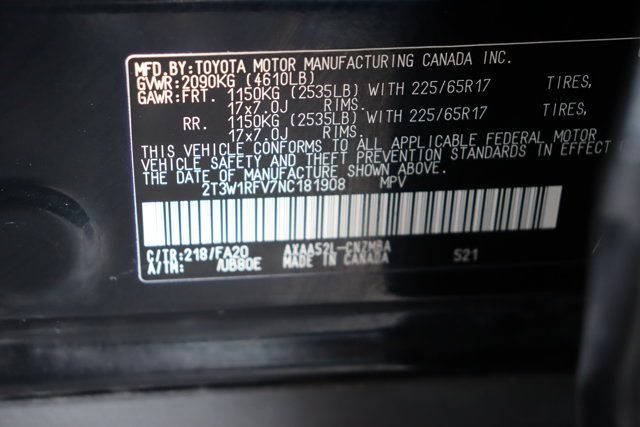 MFD. BY: TOYOTA MOTOR MANUFACTURING CANADA INC.
GVWR: 2090KG (4610LB)
GAWR: FRT. 1150KG (2535LB) WITH 225/65R17 TIRES,
17x7.0J RIMS.
RR. 1150KG (2535LB) WITH 225/65R17 TIRES,
17x7.0J RIMS.
THIS VEHICLE CONFORMS TO ALL APPLICABLE FEDERAL MOTOR
VEHICLE SAFETY AND THEFT PREVENTION STANDARDS IN EFFECT
THE DATE OF MANUFACTURE SHOWN ABOVE.
2T3W1RFV7NC181908 MPV
C/TR: 218/FA20 AXAA52L-CNZMBA 521
A/TM: /UB80E MADE IN CANADA